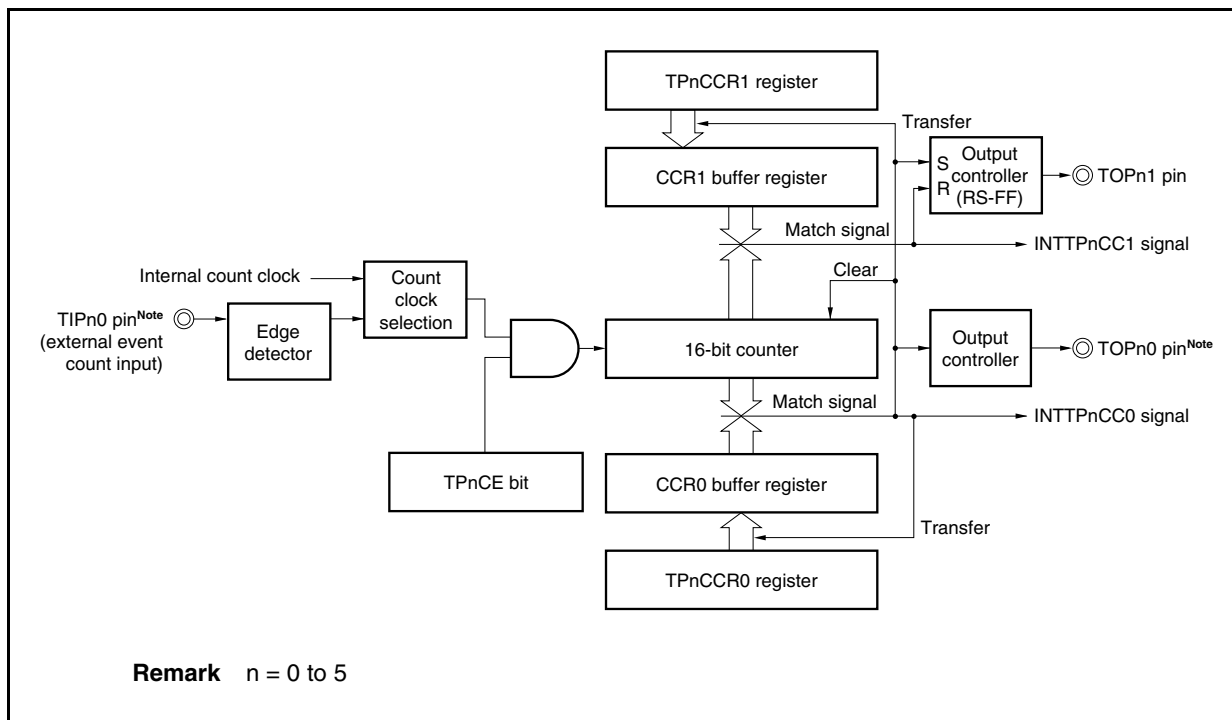 TPnCCR1 register
Transfer
CCR1 buffer register
S
R
Output
controller
(RS-FF)
TOPn1 pin
Match signal
INTTPnCC1 signal
Internal count clock
Count
clock
selection
Clear
TIPn0 pinNote
(external event
count input)
Edge
detector
16-bit counter
Output
controller
TOPn0 pinNote
Match signal
INTTPnCC0 signal
TPnCE bit
CCR0 buffer register
Transfer
TPnCCR0 register
Remark n = 0 to 5